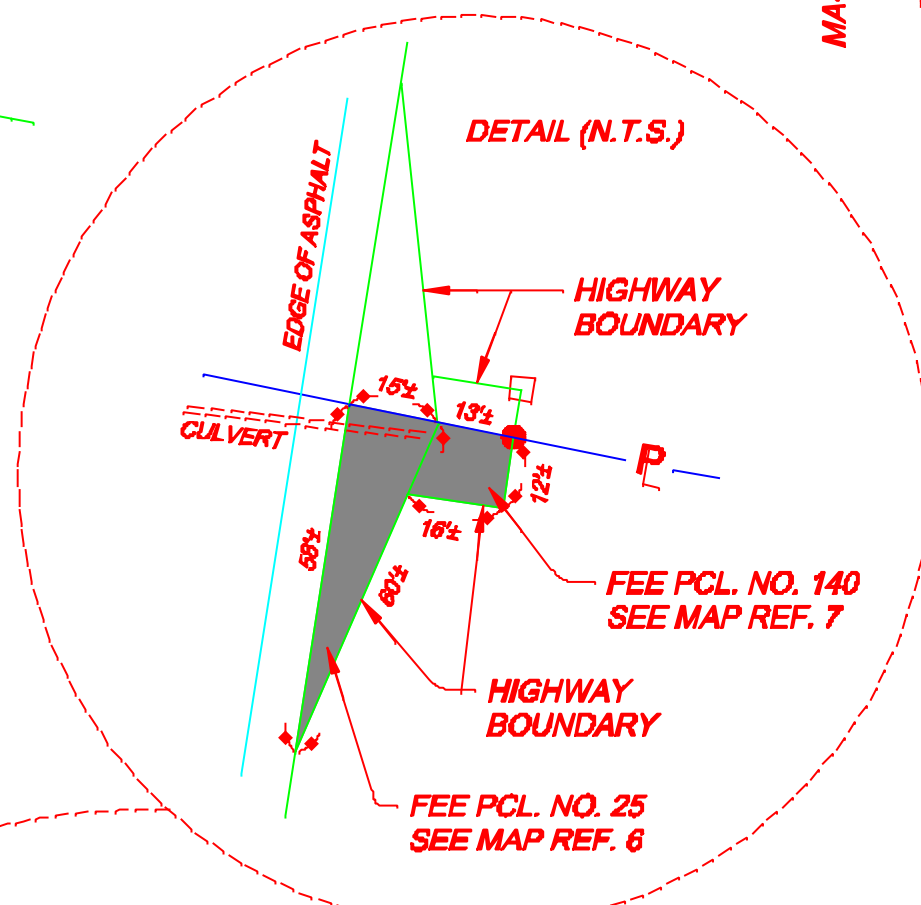 MA
DETAIL (N.T.S.)
EDGE OF ASPHALT
HIGHWAY
BOUNDARY
15'±
13'±
CULVERT
P
12'±
16'±
58'±
60'±
FEE PCL. NO. 140
SEE MAP REF. 7
HIGHWAY
BOUNDARY
FEE PCL. NO. 25
SEE MAP REF. 6